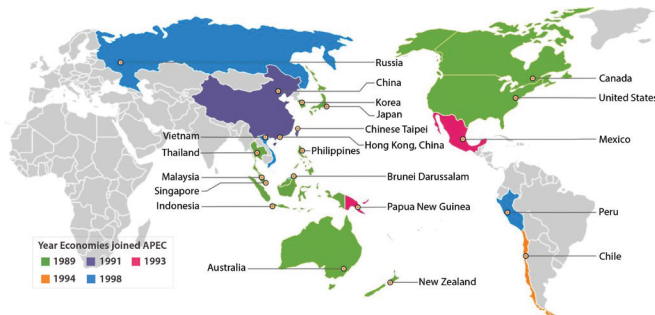 Russia
China
Canada
Korea
United States
Japan
Chinese Taipei
Vietnam
Hong Kong, China
Mexico
Thailand
Philippines
Malaysia
Brunei Darussalam
Singapore
Indonesia
Papua New Guinea
Peru
Year Economies joined APEC
1989
1991
1993
1994
1998
Chile
Australia
New Zealand